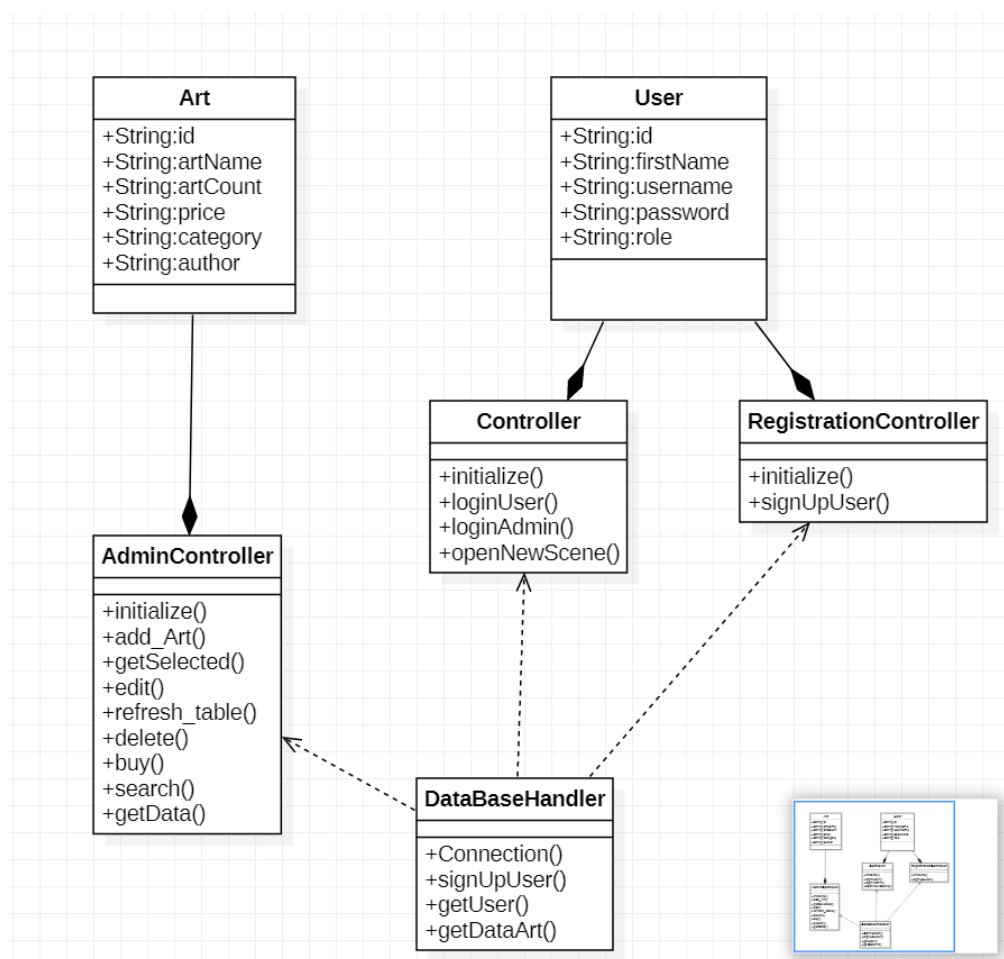 Art
+String:id
+String:artName
+String:artCount
+String:price
+String:category
+String:author
User
+String:id
+String:firstName
+String:username
+String:password
+String:role
Controller
+initialize()
+loginUser()
+loginAdmin()
+openNewScene()
RegistrationController
+initialize()
+signUpUser()
AdminController
+initialize()
+add_Art()
+getSelected()
+edit()
+refresh_table()
+delete()
+buy()
+search()
+getData()
DataBaseHandler
+Connection()
+signUpUser()
+getUser()
+getDataArt()